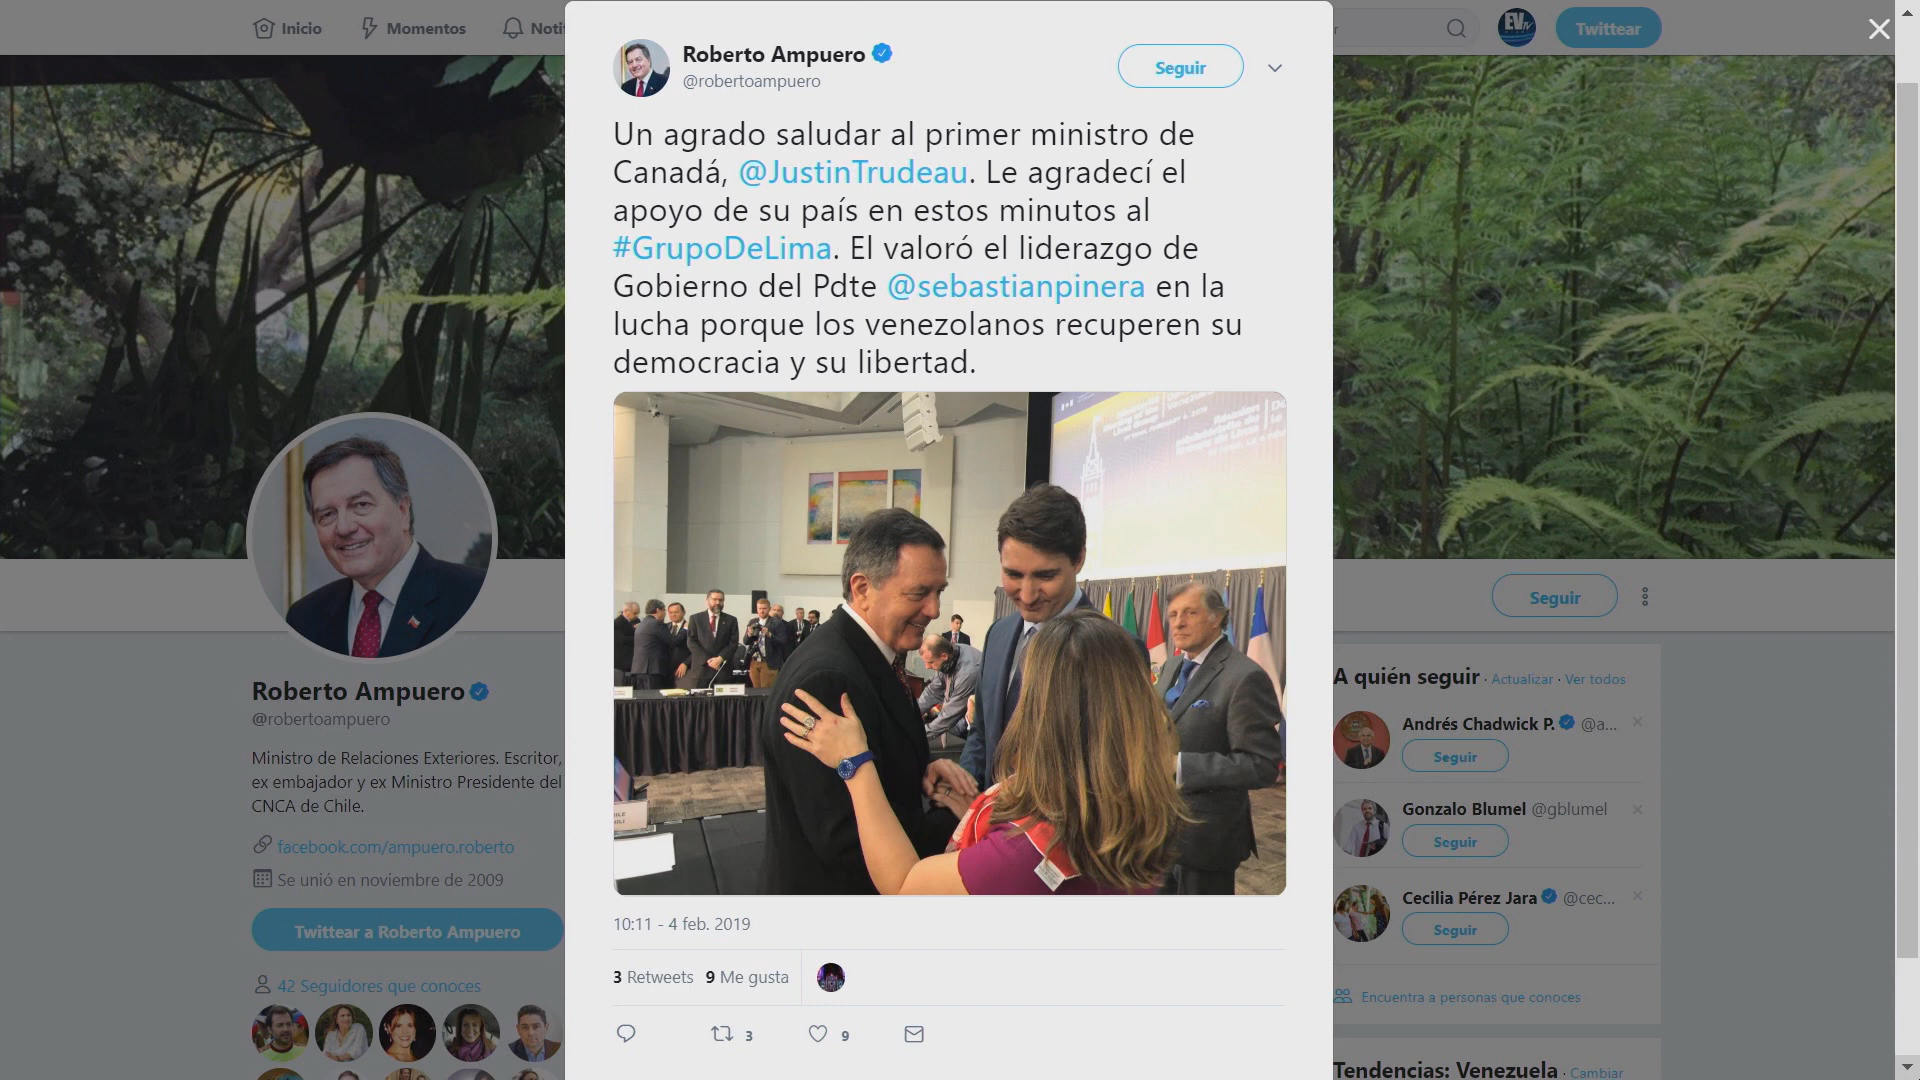 Inicio
Momentos
Noti
EV
Twittear
Roberto Ampuero
@robertoampuero
Seguir
Un agrado saludar al primer ministro de
Canadá, @JustinTrudeau. Le agradecí el
apoyo de su país en estos minutos al
#GrupoDeLima. El valoró el liderazgo de
Gobierno del Pdte @sebastianpinera en la
lucha porque los venezolanos recuperen su
democracia y su libertad.
10:11 - 4 feb. 2019
3 Retweets 9 Me gusta
3
9
Roberto Ampuero
@robertoampuero
Ministro de Relaciones Exteriores. Escritor,
ex embajador y ex Ministro Presidente del
CNCA de Chile.
facebook.com/ampuero.roberto
Se unió en noviembre de 2009
Twittear a Roberto Ampuero
42 Seguidores que conoces
Seguir
A quién seguir · Actualizar · Ver todos
Andrés Chadwick P. @a...
Seguir
Gonzalo Blumel @gblumel
Seguir
Cecilia Pérez Jara @cec...
Seguir
Encuentra a personas que conoces
Tendencias: Venezuela · Cambiar